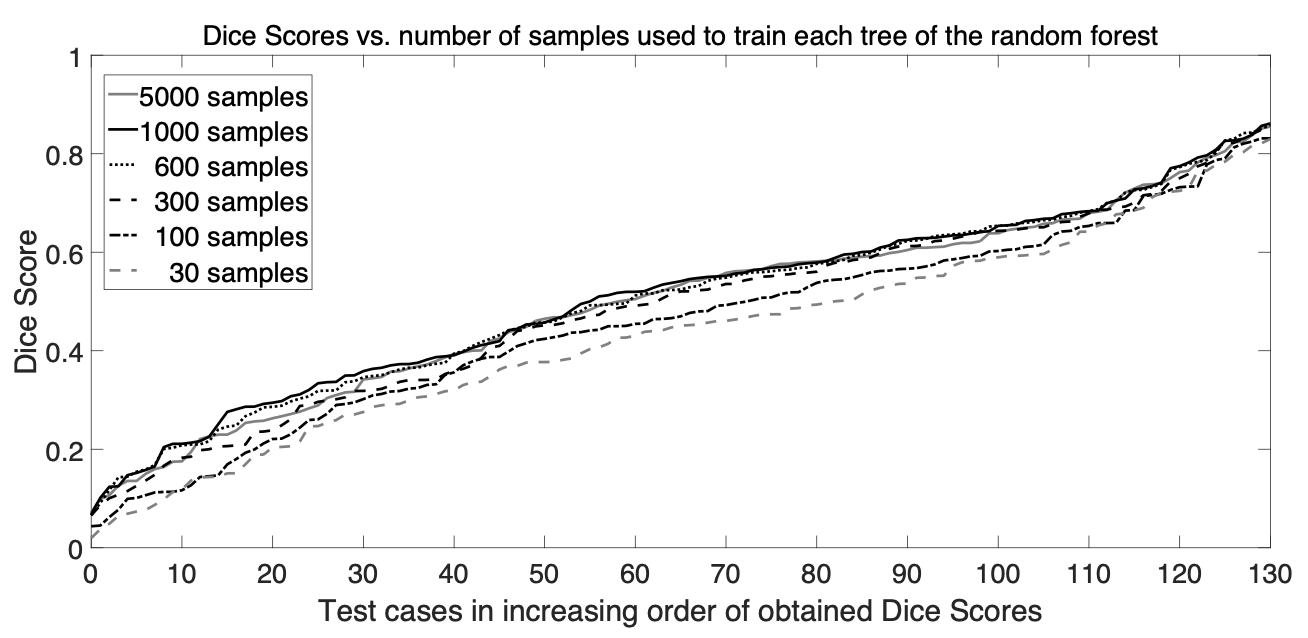 Dice Scores vs. number of samples used to train each tree of the random forest
1
0.8
0.6
0.4
0.2
0
Dice Score
5000 samples
1000 samples
600 samples
300 samples
100 samples
30 samples
0 10 20 30 40 50 60 70 80 90 100 110 120 130
Test cases in increasing order of obtained Dice Scores